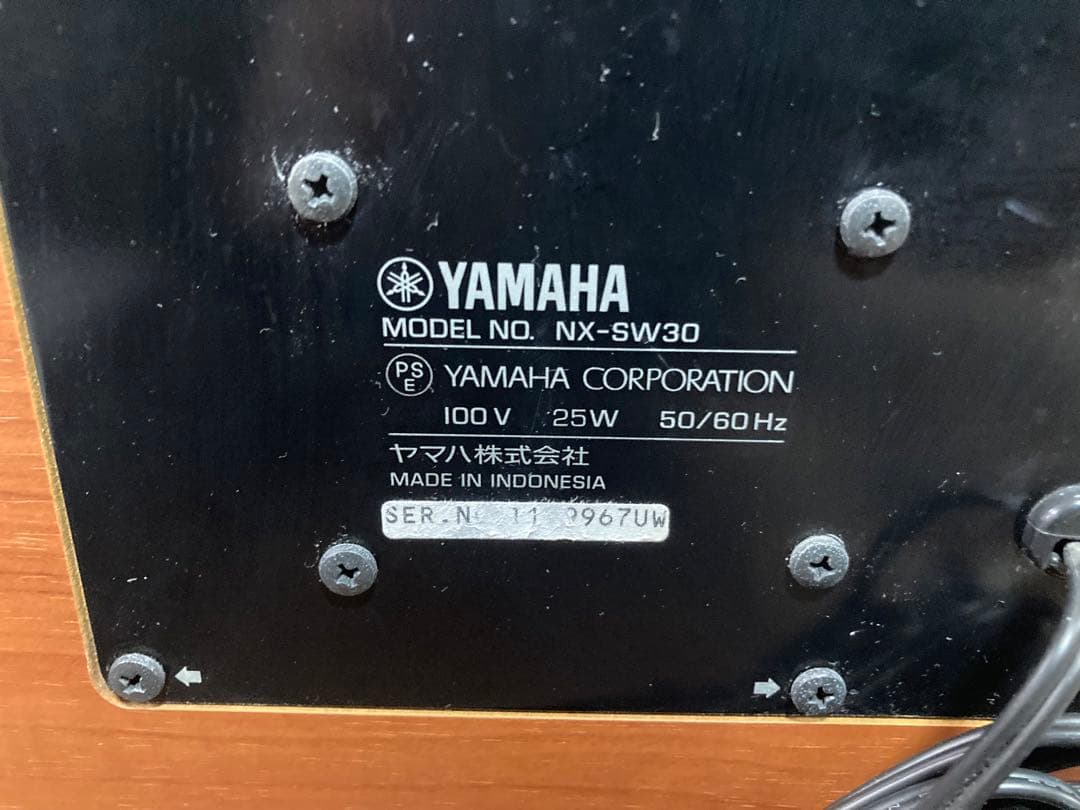 YAMAHA
MODEL NO. NX-SW30
PS
E
YAMAHA CORPORATION
100V 25W 50/60Hz
ヤマハ株式会社
MADE IN INDONESIA
SER.N